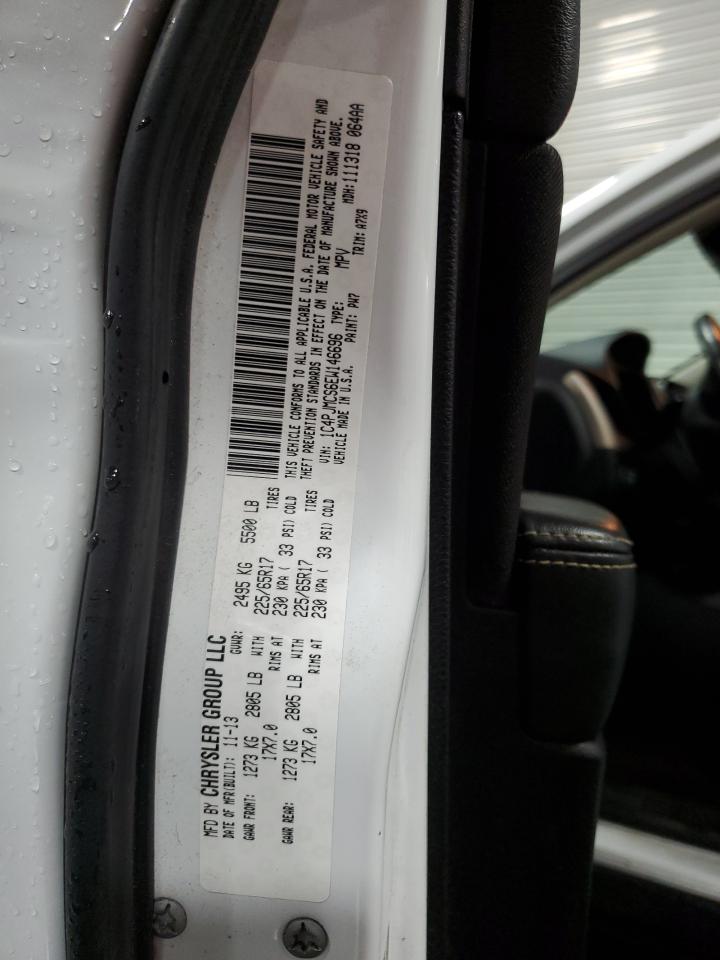 MFD BY CHRYSLER GROUP LLC
DATE OF MFR(BUILT): 11-13 GVWR: 2495 KG 5500 LB
GAWR FRONT: 1273 KG 2805 LB WITH 225/65R17 TIRES
17X7.0 RIMS AT 230 KPA ( 33 PSI) COLD
GAWR REAR: 1273 KG 2805 LB WITH 225/65R17 TIRES
17X7.0 RIMS AT 230 KPA ( 33 PSI) COLD
THIS VEHICLE CONFORMS TO ALL APPLICABLE U.S.A. FEDERAL MOTOR VEHICLE SAFETY AND
THEFT PREVENTION STANDARDS IN EFFECT ON THE DATE OF MANUFACTURE SHOWN ABOVE.
VIN: 1C4PJMCS6EW146696 TYPE: MPV MDH: 111318 064AA
VEHICLE MADE IN U.S.A. PAINT: PW7 TRIM: A7X9